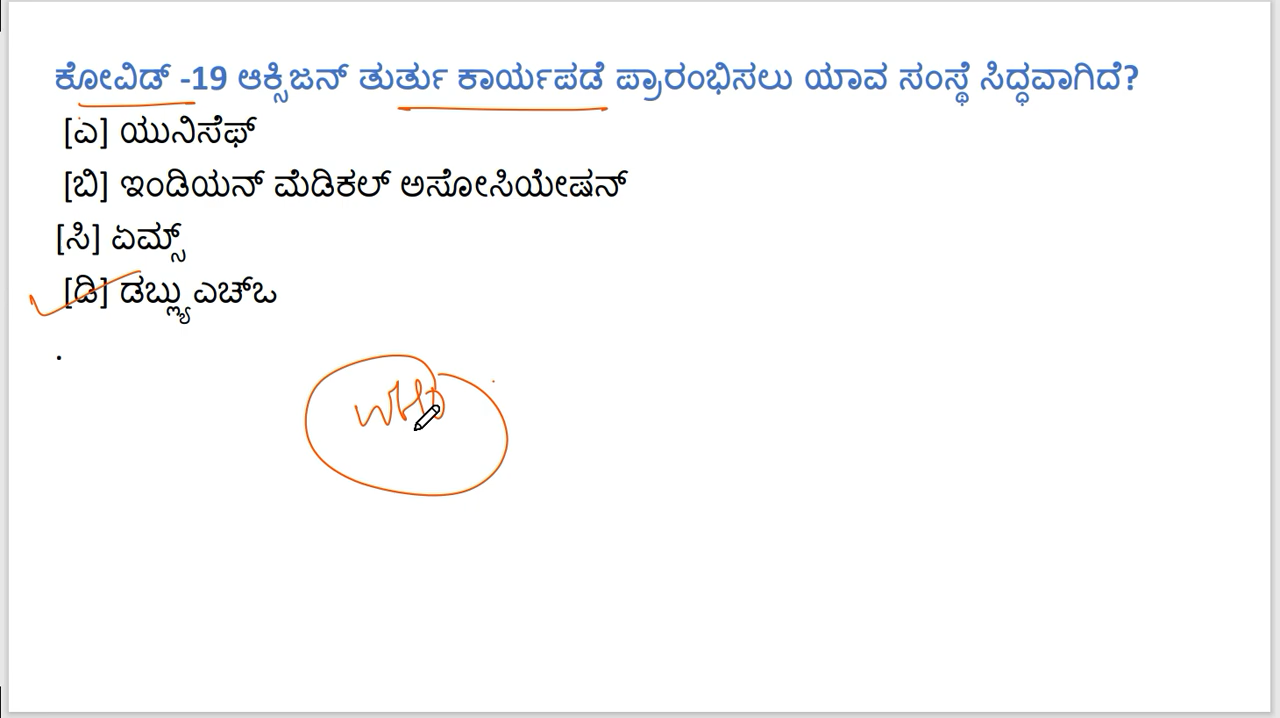 ಕೋವಿಡ್ -19 ಆಕ್ಸಿಜನ್ ತುರ್ತು ಕಾರ್ಯಪಡೆ ಪ್ರಾರಂಭಿಸಲು ಯಾವ ಸಂಸ್ಥೆ ಸಿದ್ಧವಾಗಿದೆ?
[ಎ] ಯುನಿಸೆಫ್
[ಬಿ] ಇಂಡಿಯನ್ ಮೆಡಿಕಲ್ ಅಸೋಸಿಯೇಷನ್
[ಸಿ] ಏಮ್ಸ್
[ಡಿ] ಡಬ್ಲ್ಯುಎಚ್ಒ
.
WHO